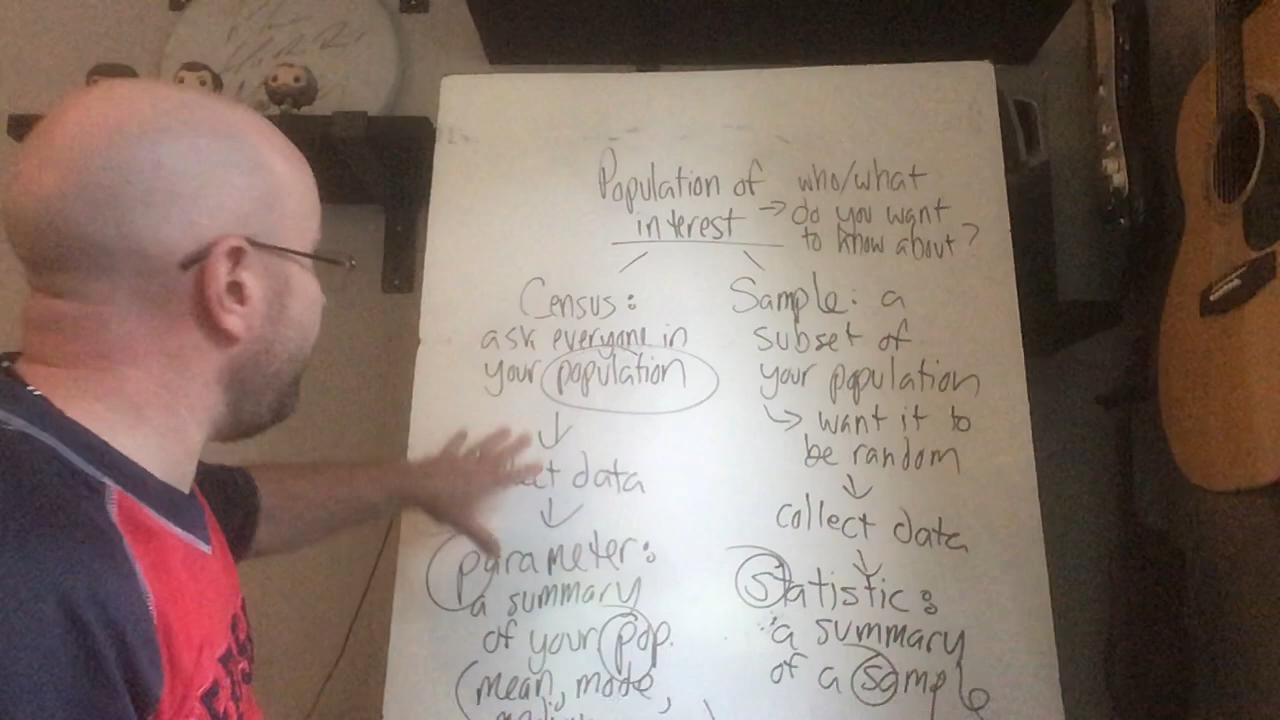 Population of who/what
interest → do you want
to know about?
Census:
ask everyone in
your population
data
parameter:
a summary
of your pop.
(mean, mode,
Sample: a
subset of
your population
want it to
be random
collect data
statistic:
a summary
of a sample